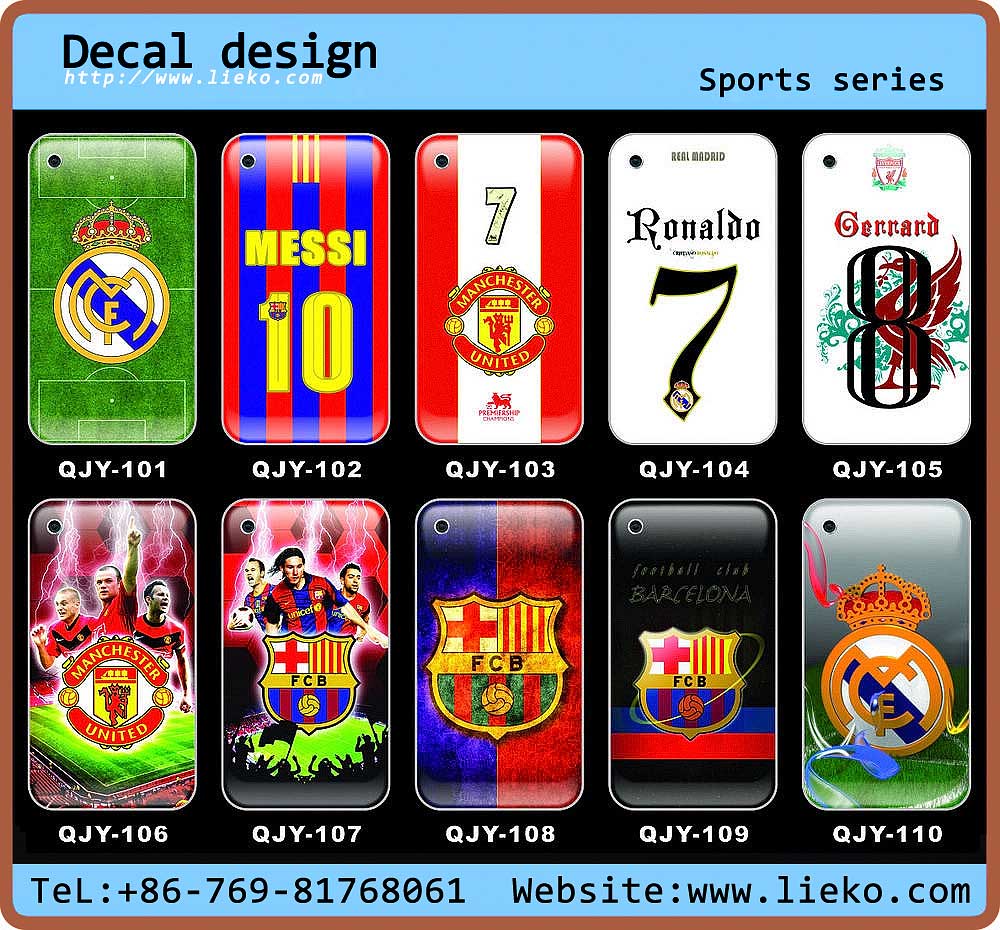 Decal design
http://www.lieko.com
Sports series
MESSI
10
7
MANCHESTER
UNITED
PREMIERSHIP
CHAMPIONS
REAL MADRID
Ronaldo
CRISTIANO RONALDO
7
Gerrard
8
QJY-101 QJY-102 QJY-103 QJY-104 QJY-105
MANCHESTER
UNITED
unicef
FCB
FCB
football club
BARCELONA
FCB
QJY-106 QJY-107 QJY-108 QJY-109 QJY-110
TeL:+86-769-81768061 Website:www.lieko.com